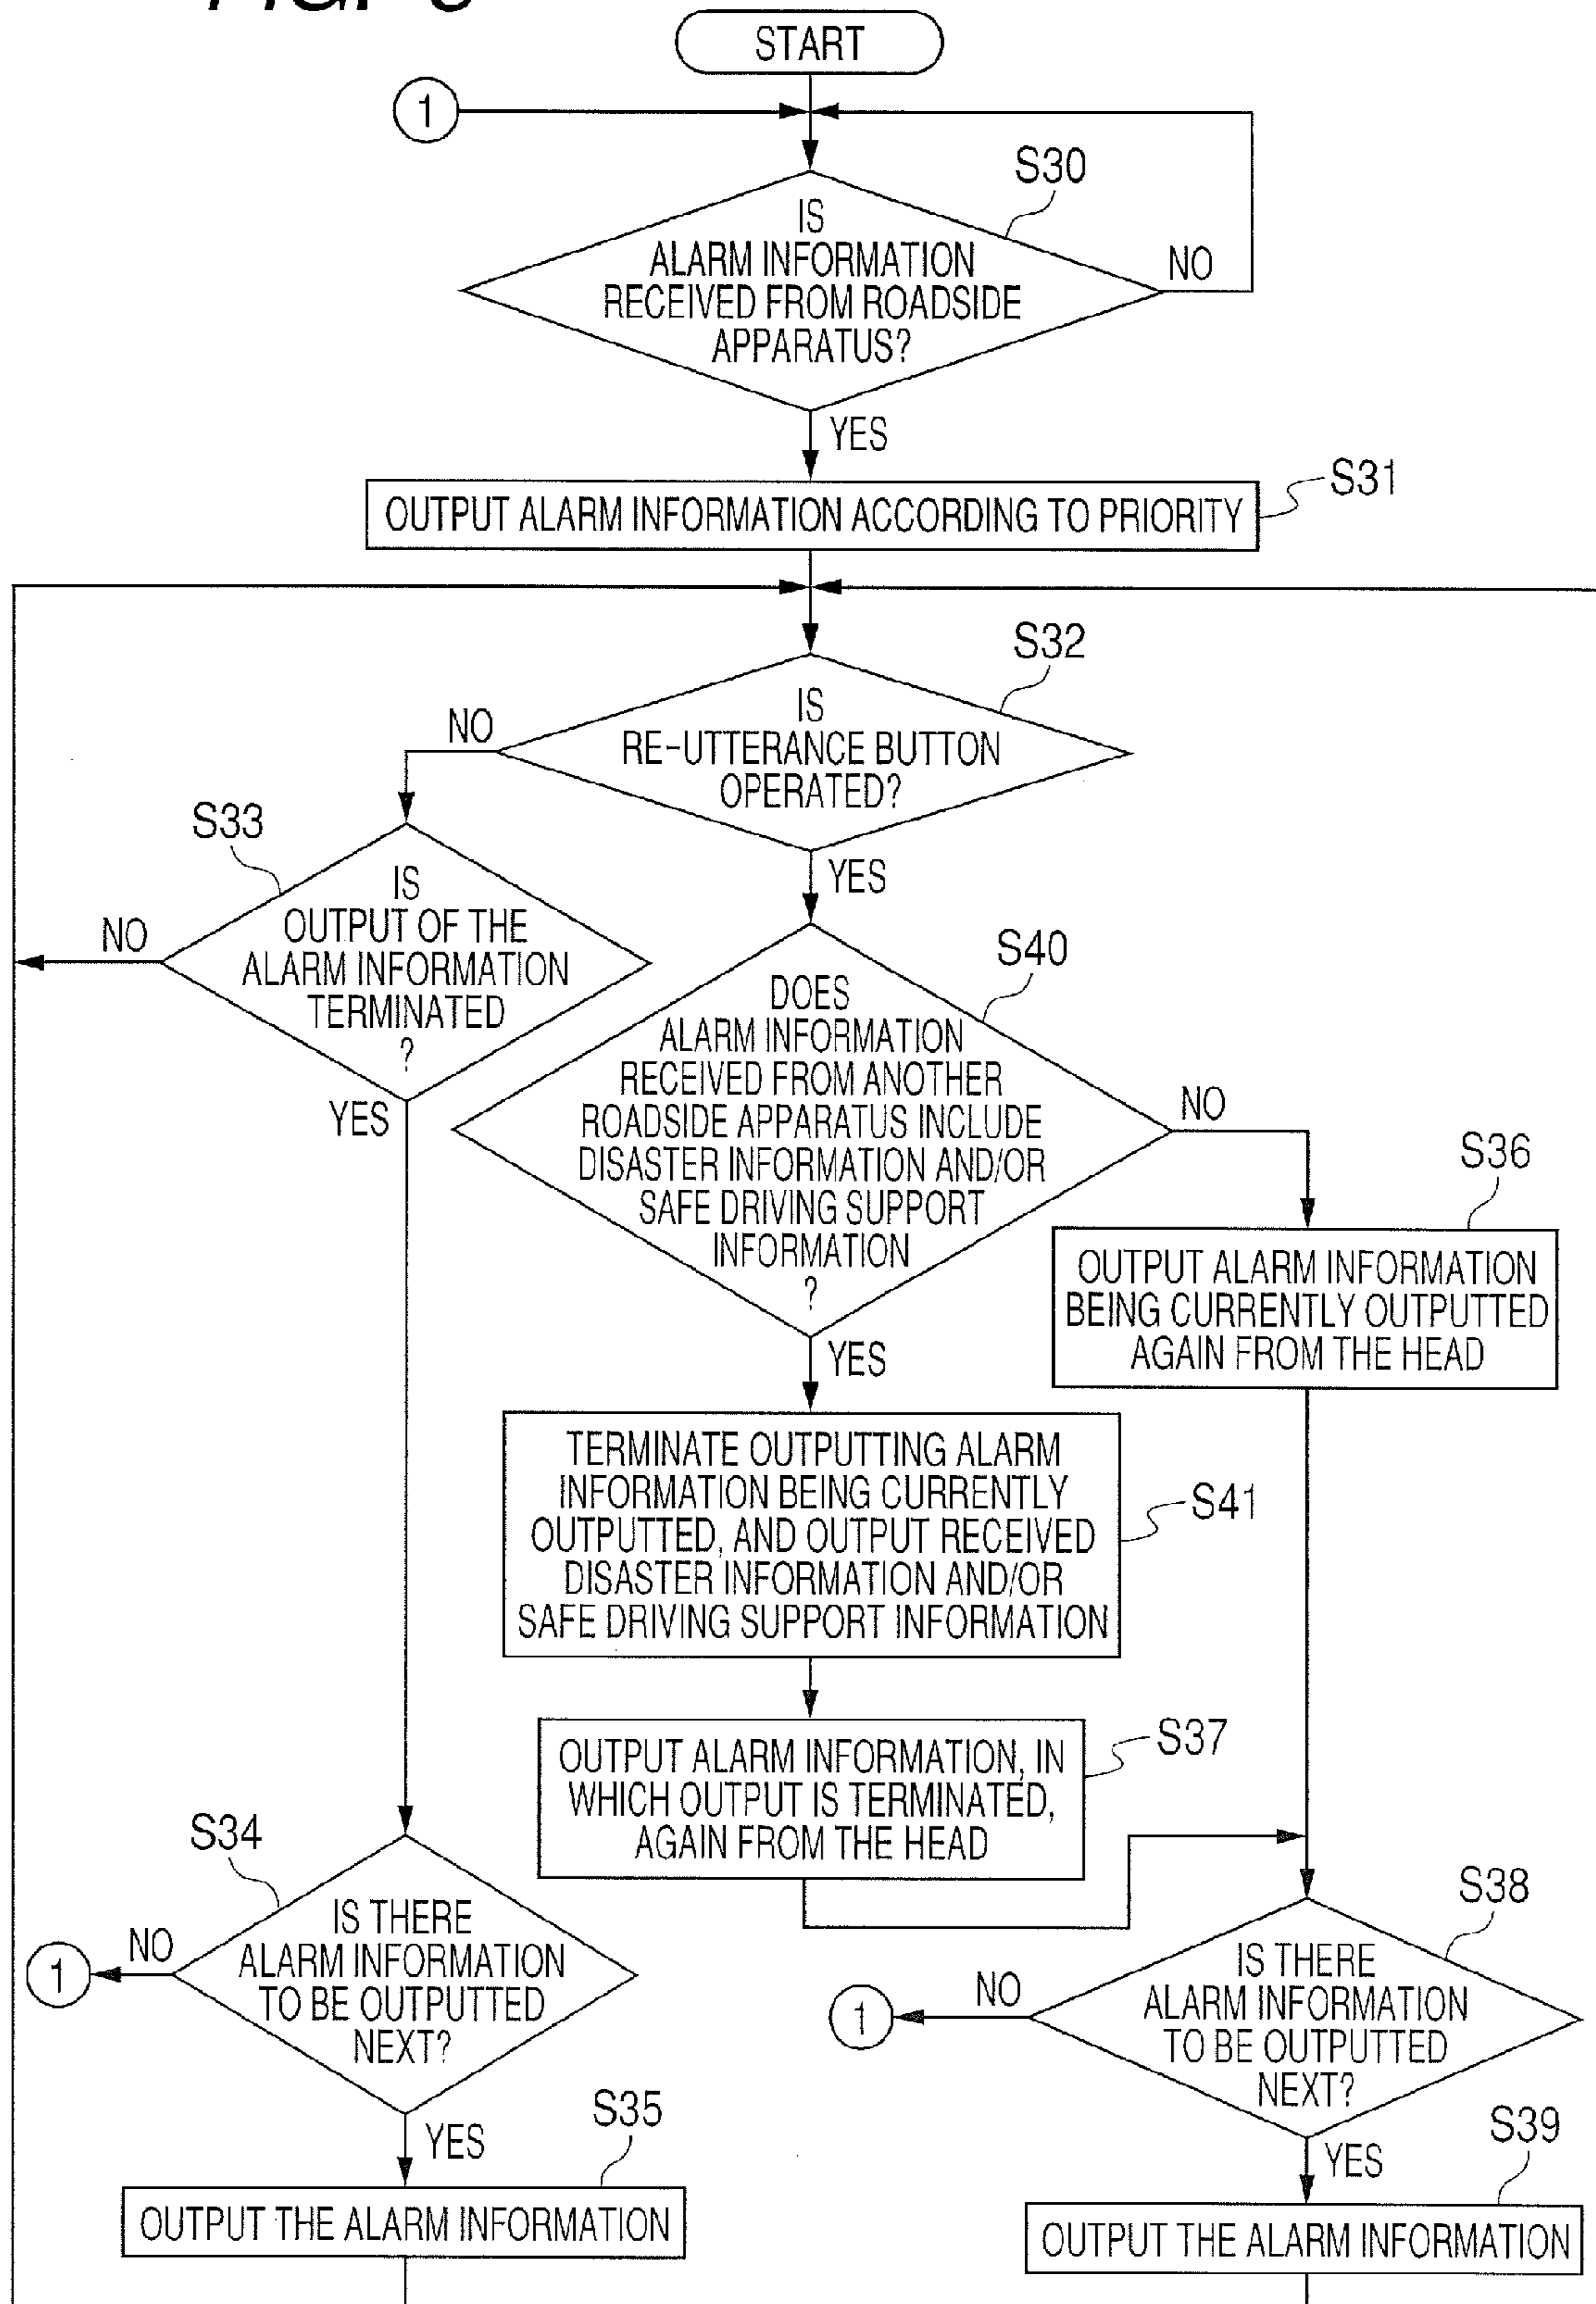 START
1
S30
IS
ALARM INFORMATION
RECEIVED FROM ROADSIDE
APPARATUS?
NO
YES
S31
OUTPUT ALARM INFORMATION ACCORDING TO PRIORITY
S32
IS
RE-UTTERANCE BUTTON
OPERATED?
NO
YES
S33
IS
OUTPUT OF THE
ALARM INFORMATION
TERMINATED
?
NO
YES
S40
DOES
ALARM INFORMATION
RECEIVED FROM ANOTHER
ROADSIDE APPARATUS INCLUDE
DISASTER INFORMATION AND/OR
SAFE DRIVING SUPPORT
INFORMATION
?
NO
YES
S36
OUTPUT ALARM INFORMATION
BEING CURRENTLY OUTPUTTED
AGAIN FROM THE HEAD
S41
TERMINATE OUTPUTTING ALARM
INFORMATION BEING CURRENTLY
OUTPUTTED, AND OUTPUT RECEIVED
DISASTER INFORMATION AND/OR
SAFE DRIVING SUPPORT INFORMATION
S37
OUTPUT ALARM INFORMATION, IN
WHICH OUTPUT IS TERMINATED,
AGAIN FROM THE HEAD
S34
IS THERE
ALARM INFORMATION
TO BE OUTPUTTED
NEXT?
NO
1
YES
S35
OUTPUT THE ALARM INFORMATION
S38
IS THERE
ALARM INFORMATION
TO BE OUTPUTTED
NEXT?
NO
1
YES
S39
OUTPUT THE ALARM INFORMATION